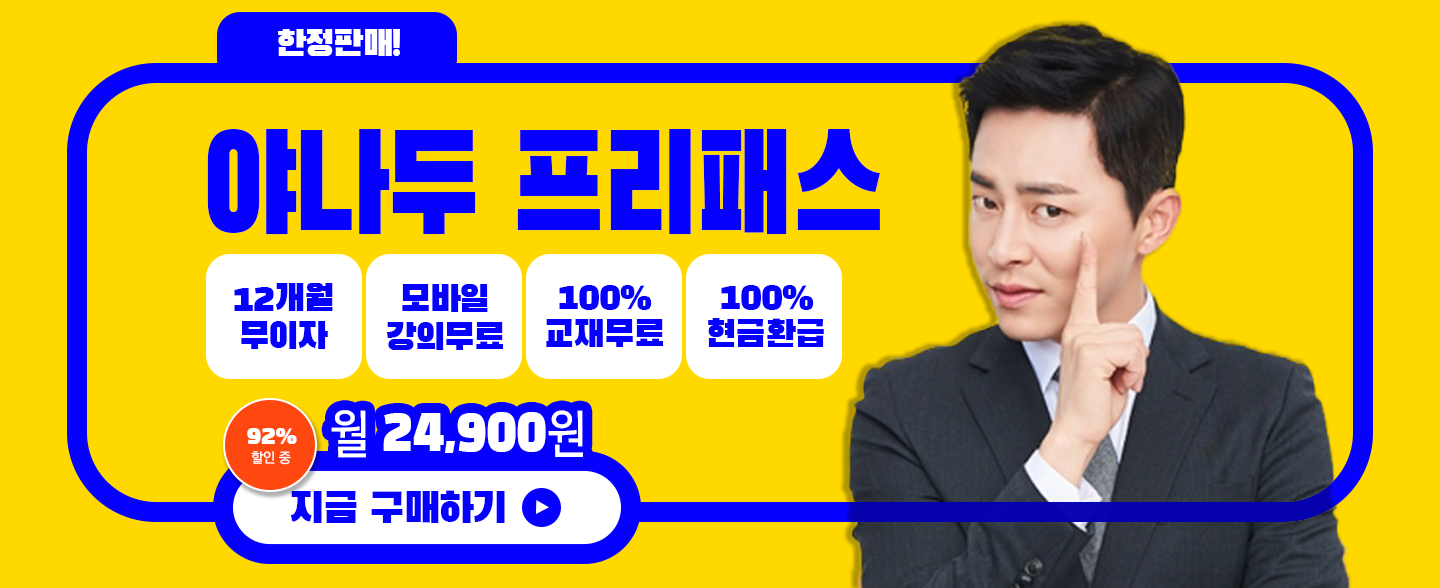 한정판매!
야나두 프리패스
12개월
무이자
모바일
강의무료
100%
교재무료
100%
현금환급
92%
할인 중
월 24,900원
지금 구매하기